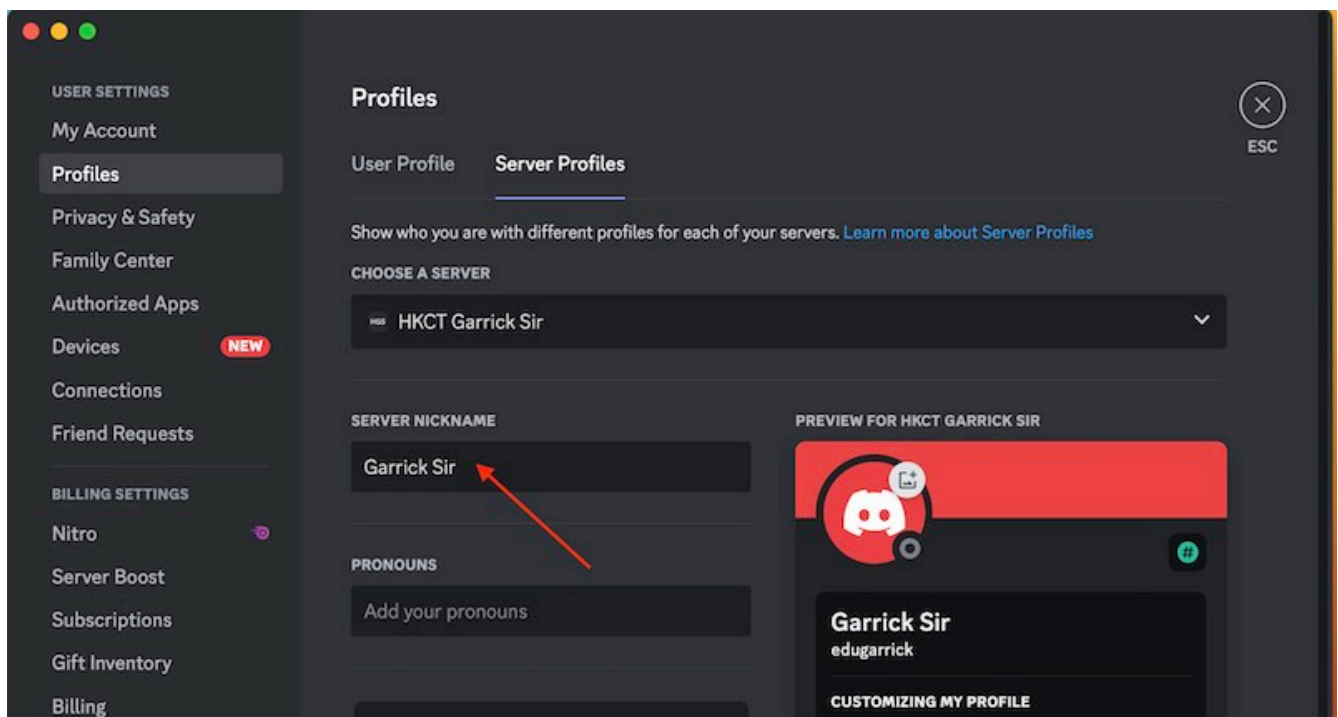 USER SETTINGS
My Account
Profiles
Privacy & Safety
Family Center
Authorized Apps
Devices NEW
Connections
Friend Requests
BILLING SETTINGS
Nitro
Server Boost
Subscriptions
Gift Inventory
Billing
Profiles
ESC
User Profile Server Profiles
Show who you are with different profiles for each of your servers. Learn more about Server Profiles
CHOOSE A SERVER
HGS HKCT Garrick Sir
SERVER NICKNAME
Garrick Sir
PRONOUNS
Add your pronouns
PREVIEW FOR HKCT GARRICK SIR
#
Garrick Sir
edugarrick
CUSTOMIZING MY PROFILE